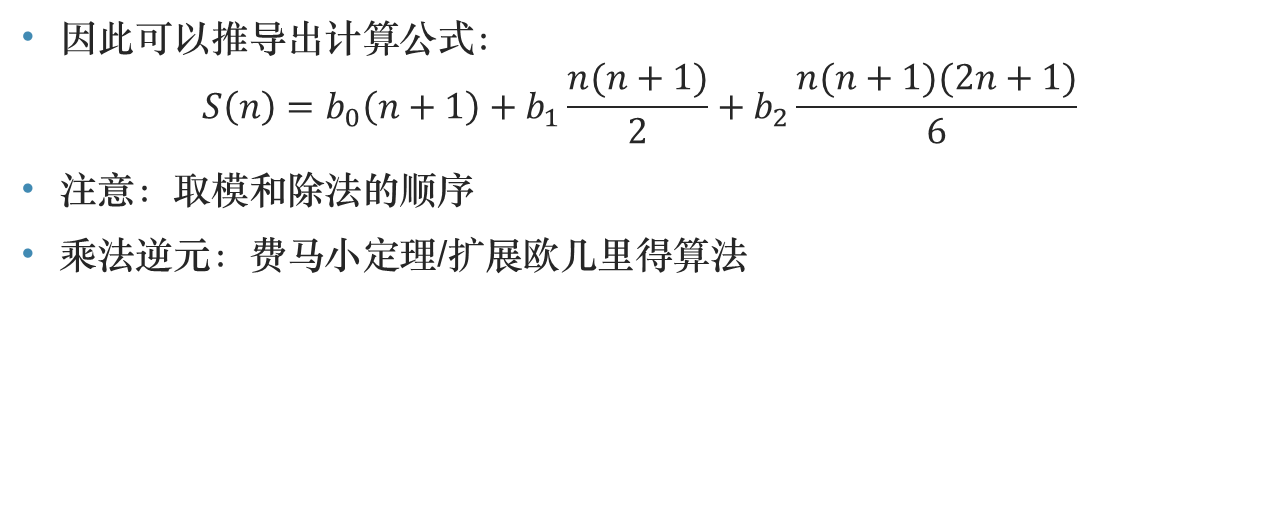 • 因此可以推导出计算公式：
S(n) = b₀(n + 1) + b₁ n(n + 1)/2 + b₂ n(n + 1)(2n + 1)/6
• 注意：取模和除法的顺序
• 乘法逆元：费马小定理/扩展欧几里得算法